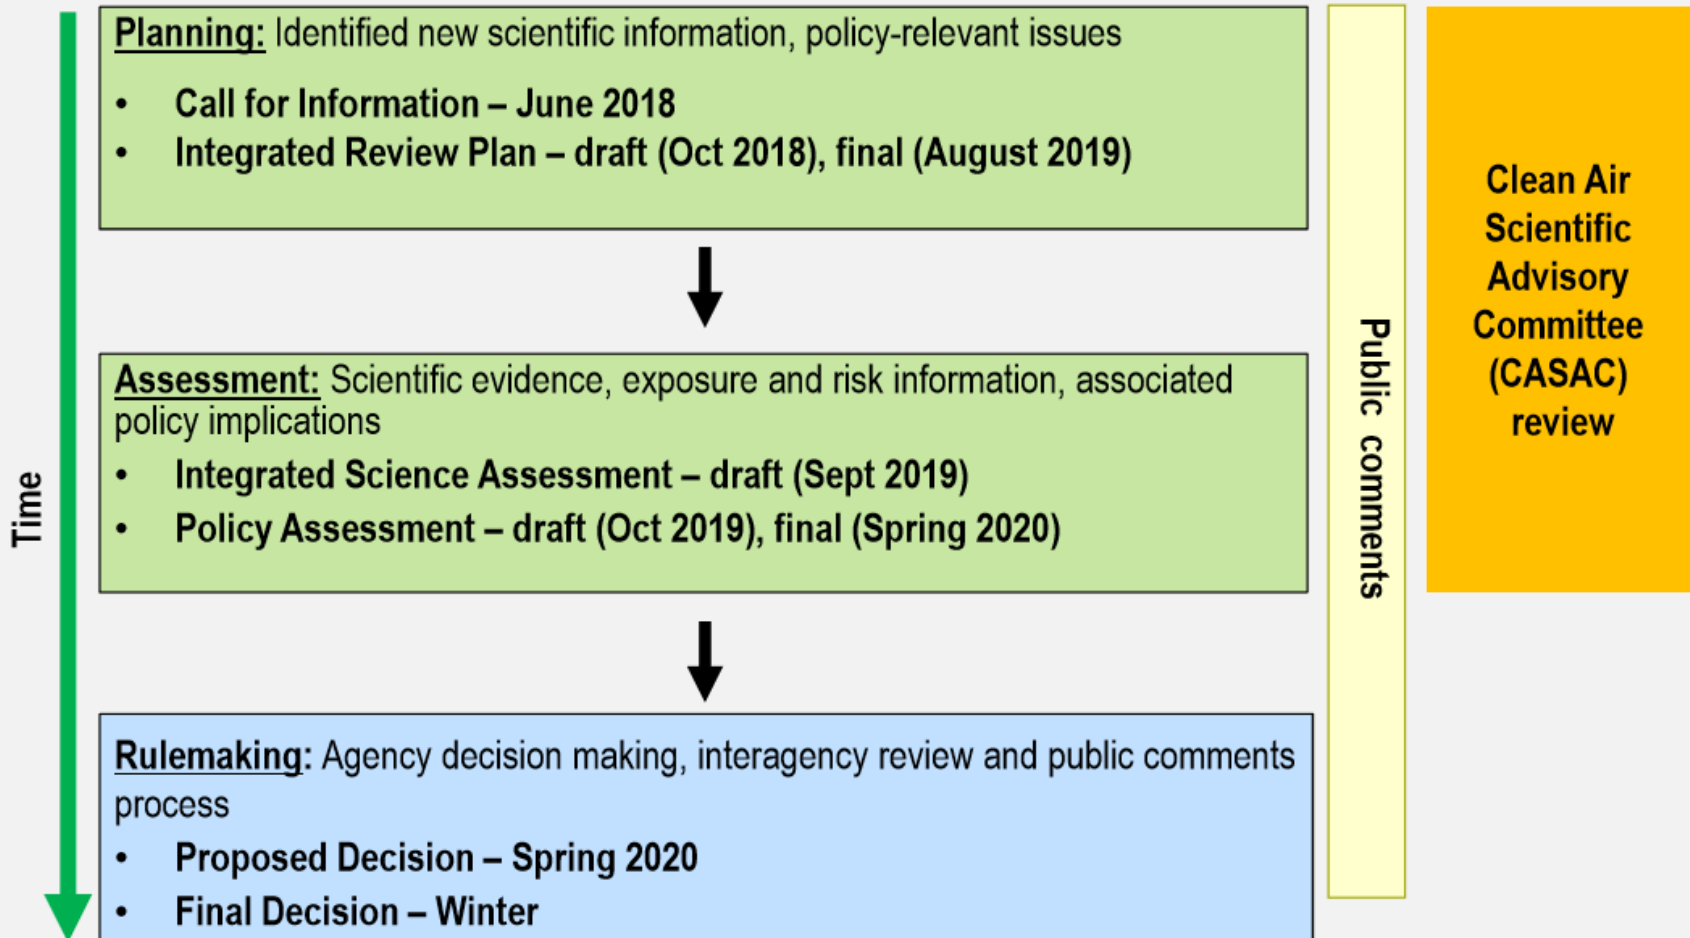 Planning: Identified new scientific information, policy-relevant issues
• Call for Information – June 2018
• Integrated Review Plan – draft (Oct 2018), final (August 2019)
Assessment: Scientific evidence, exposure and risk information, associated
policy implications
• Integrated Science Assessment – draft (Sept 2019)
• Policy Assessment – draft (Oct 2019), final (Spring 2020)
Rulemaking: Agency decision making, interagency review and public comments
process
• Proposed Decision – Spring 2020
• Final Decision – Winter
Time
Public comments
Clean Air
Scientific
Advisory
Committee
(CASAC)
review